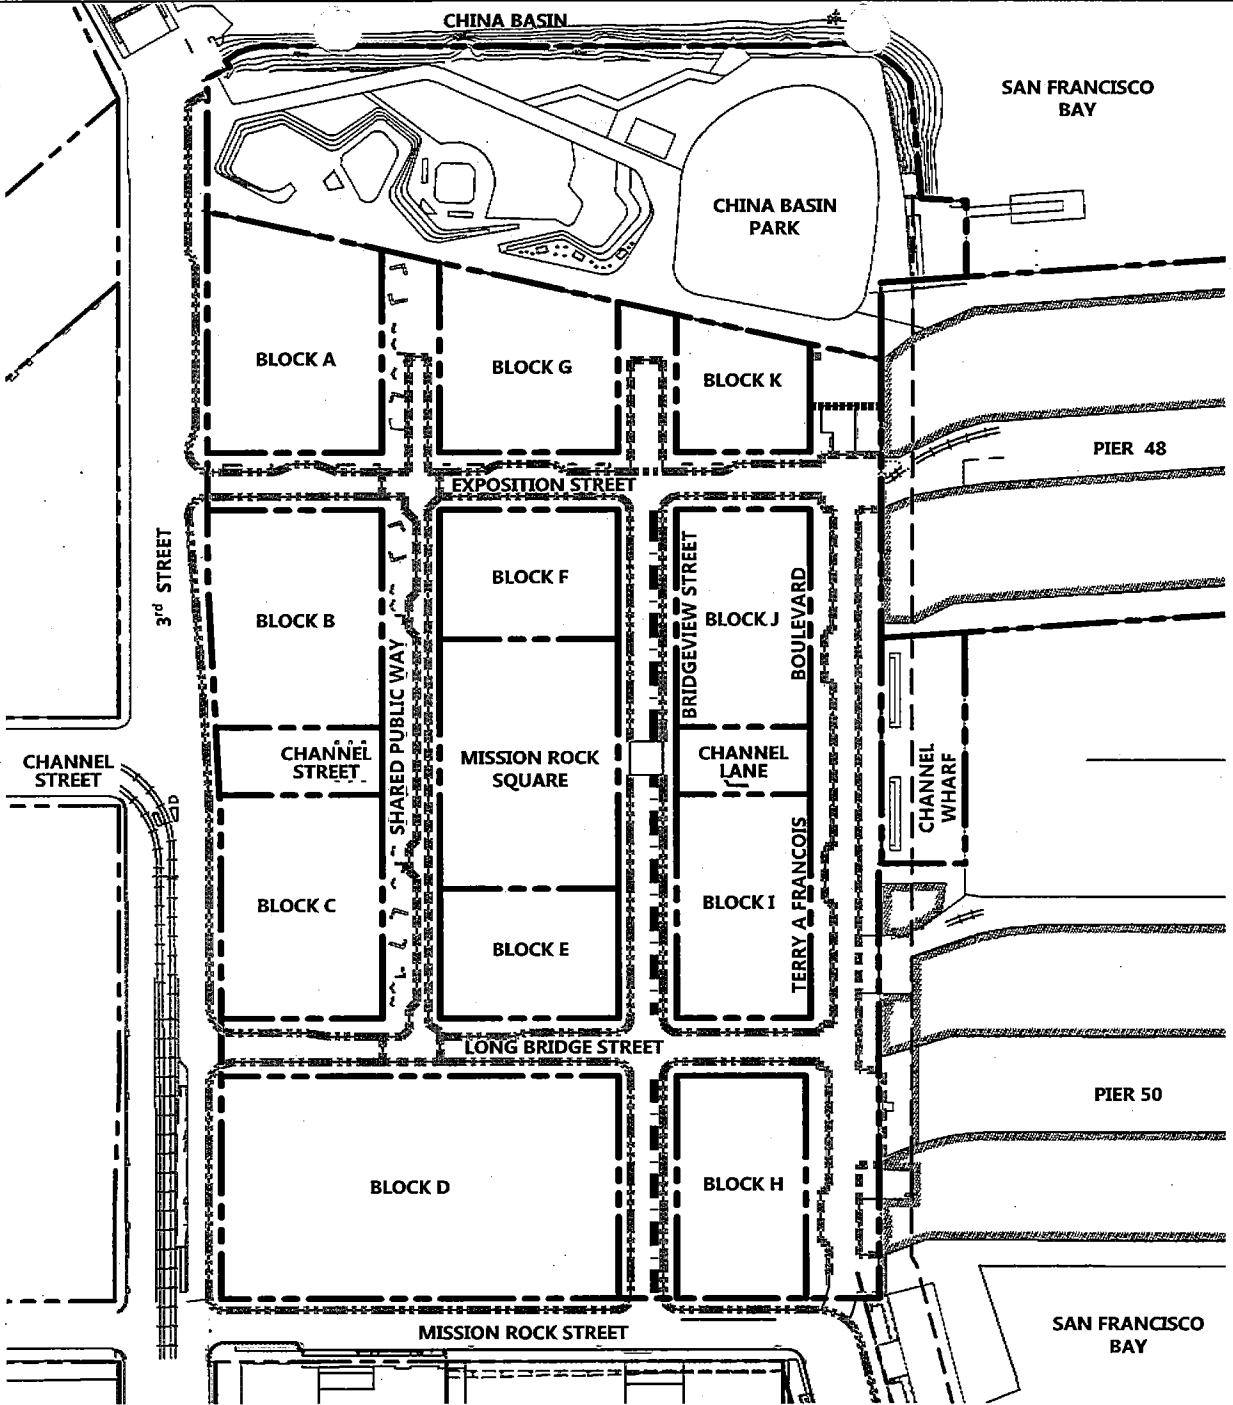 CHINA BASIN
SAN FRANCISCO
BAY
CHINA BASIN
PARK
BLOCK A
BLOCK G
BLOCK K
PIER 48
EXPOSITION STREET
3rd STREET
BLOCK B
SHARED PUBLIC WAY
BLOCK F
BRIDGEVIEW STREET
BLOCK J
TERRY A FRANCOIS BOULEVARD
CHANNEL
STREET
CHANNEL
STREET
MISSION ROCK
SQUARE
CHANNEL
LANE
CHANNEL
WHARF
BLOCK C
BLOCK E
BLOCK I
LONG BRIDGE STREET
PIER 50
BLOCK D
BLOCK H
MISSION ROCK STREET
SAN FRANCISCO
BAY